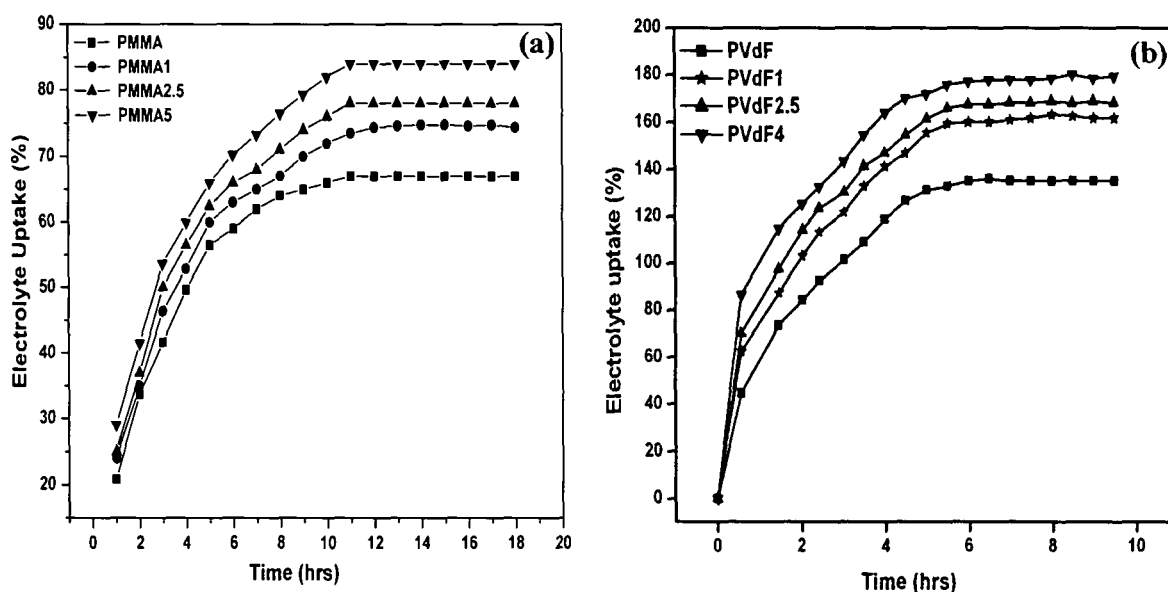 (a)
PMMA
PMMA1
PMMA2.5
PMMA5
Electrolyte Uptake (%)
90
80
70
60
50
40
30
20
0 2 4 6 8 10 12 14 16 18 20
Time (hrs)
(b)
PVdF
PVdF1
PVdF2.5
PVdF4
Electrolyte uptake (%)
200
180
160
140
120
100
80
60
40
20
0
0 2 4 6 8 10
Time (hrs)